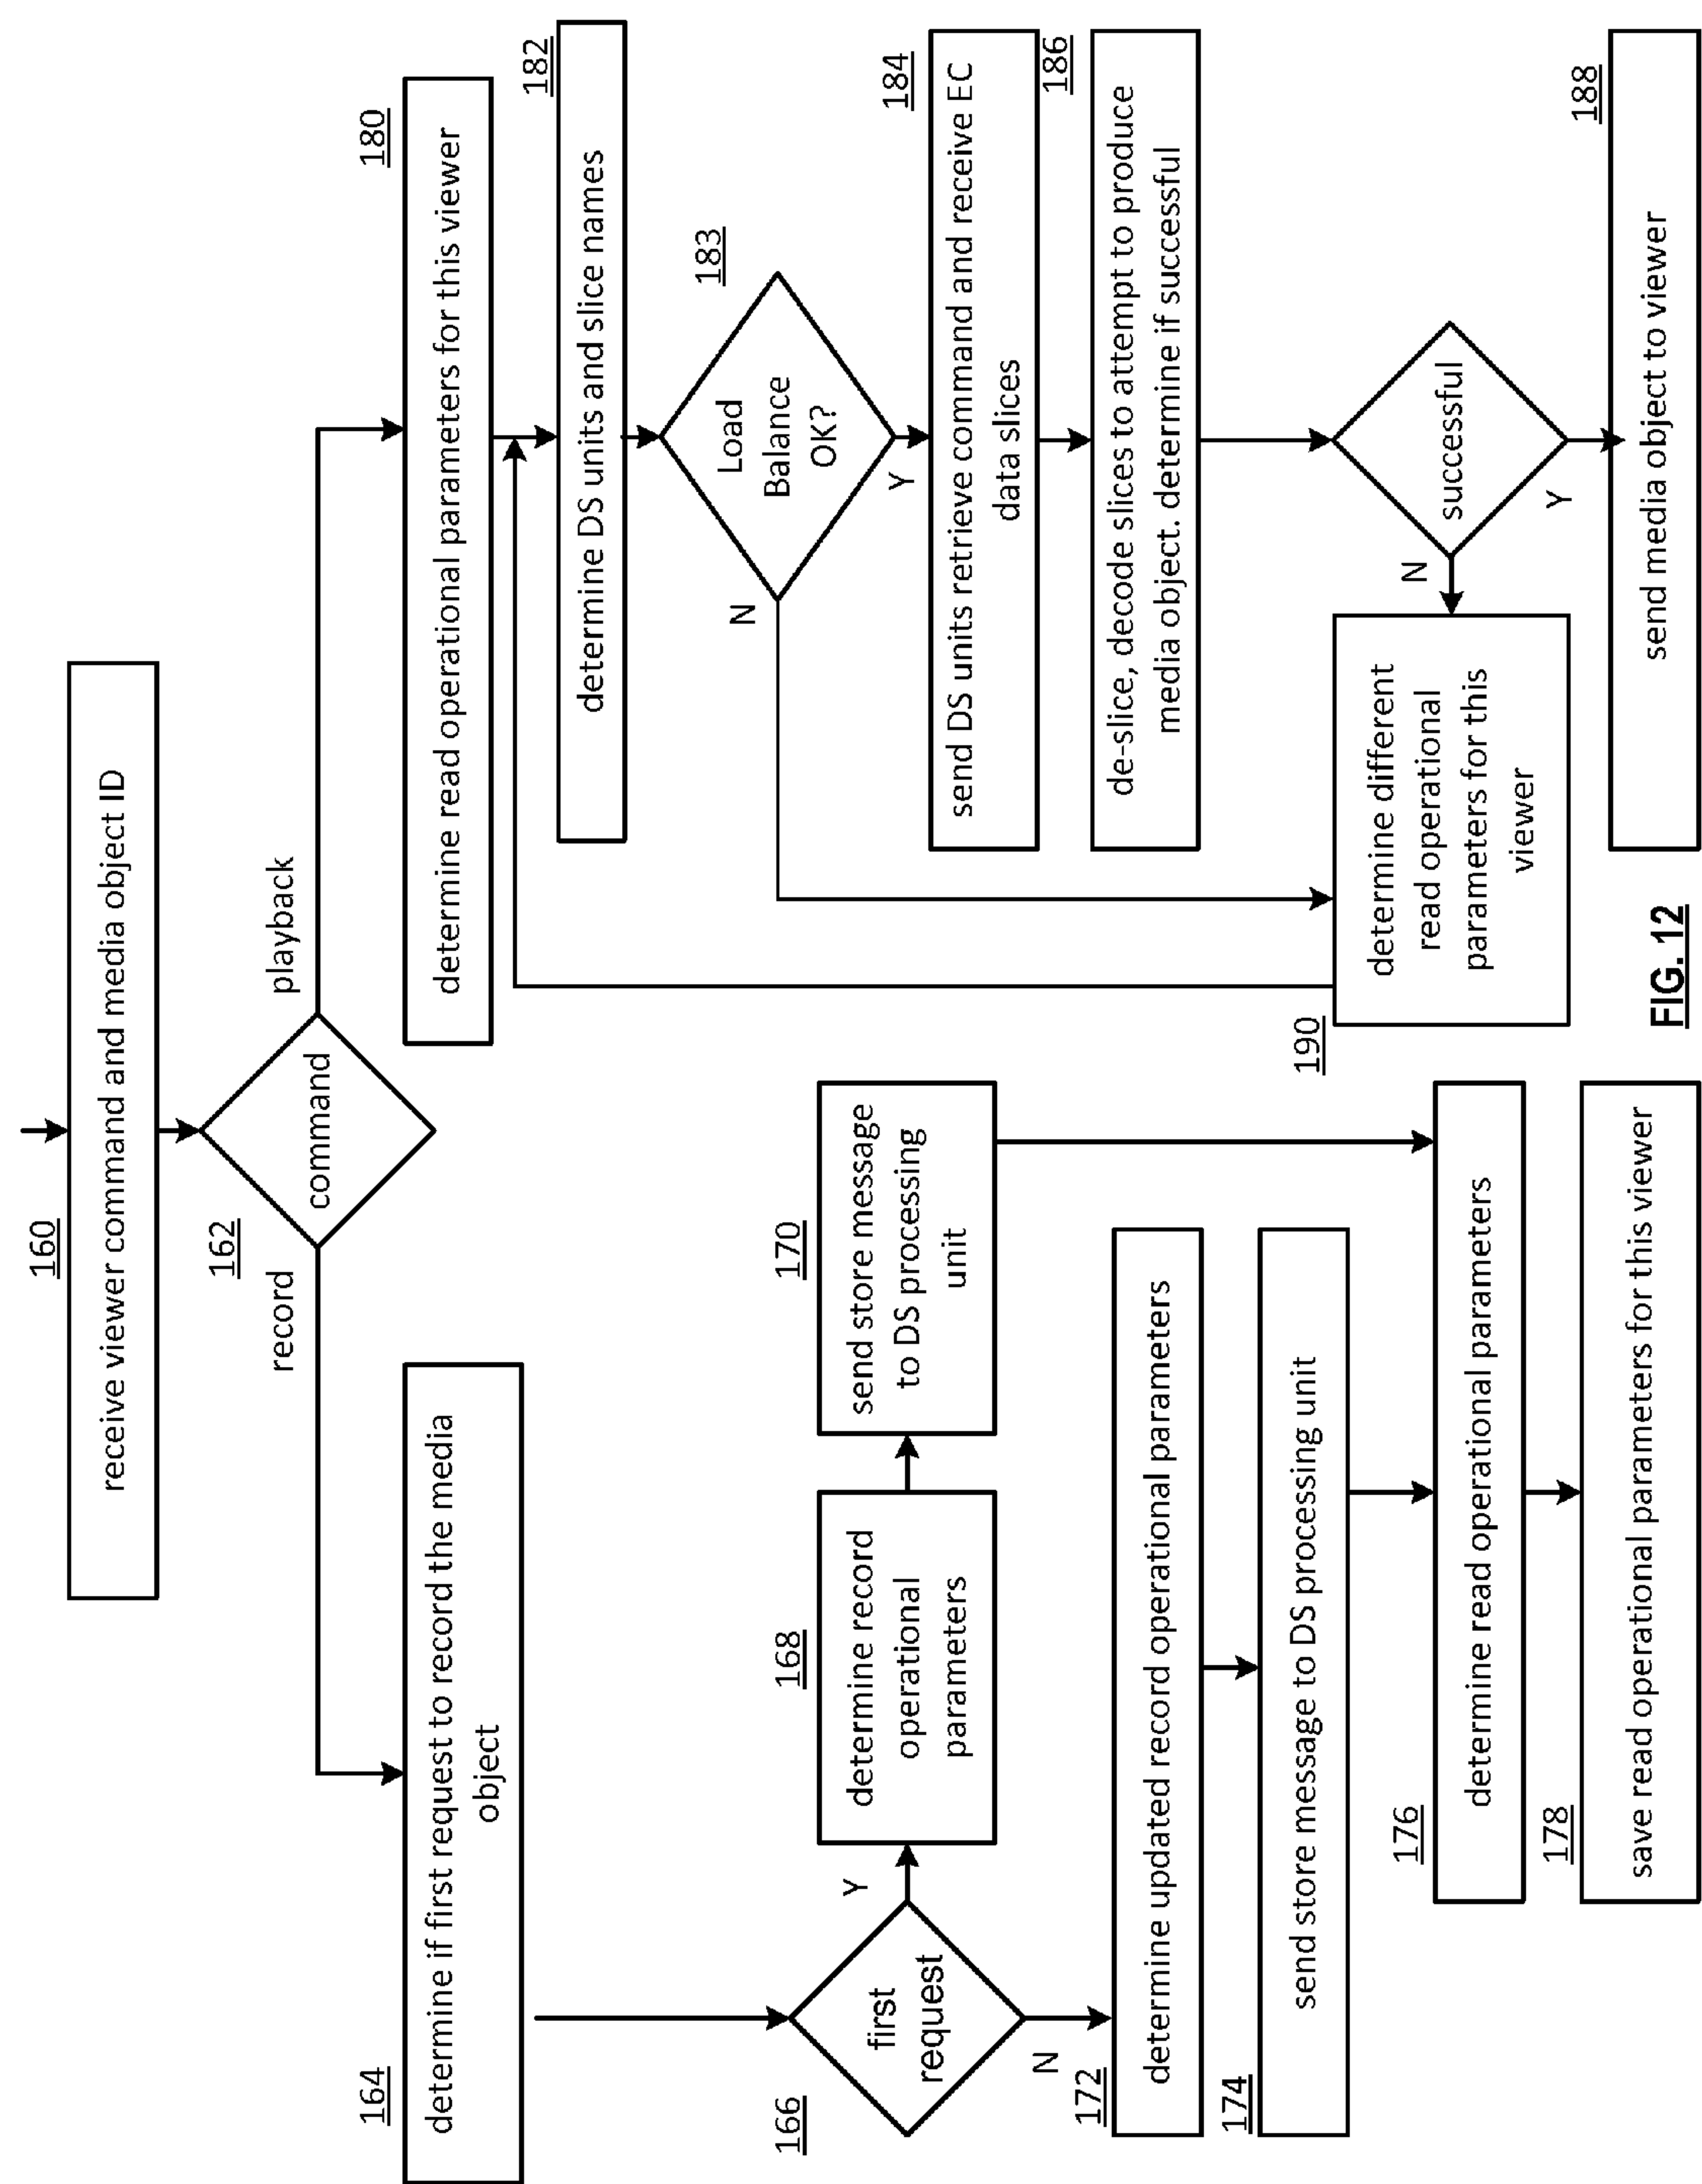 160
receive viewer command and media object ID
162
command
record
playback
164
determine if first request to record the media
object
166
first
request
Y
N
168
determine record
operational
parameters
170
send store message
to DS processing
unit
172
determine updated record operational parameters
174
send store message to DS processing unit
176
determine read operational parameters
178
save read operational parameters for this viewer
180
determine read operational parameters for this viewer
182
determine DS units and slice names
183
Load
Balance
OK?
N
Y
184
send DS units retrieve command and receive EC
data slices
186
de-slice, decode slices to attempt to produce
media object. determine if successful
successful
N
Y
190
determine different
read operational
parameters for this
viewer
188
send media object to viewer
FIG. 12